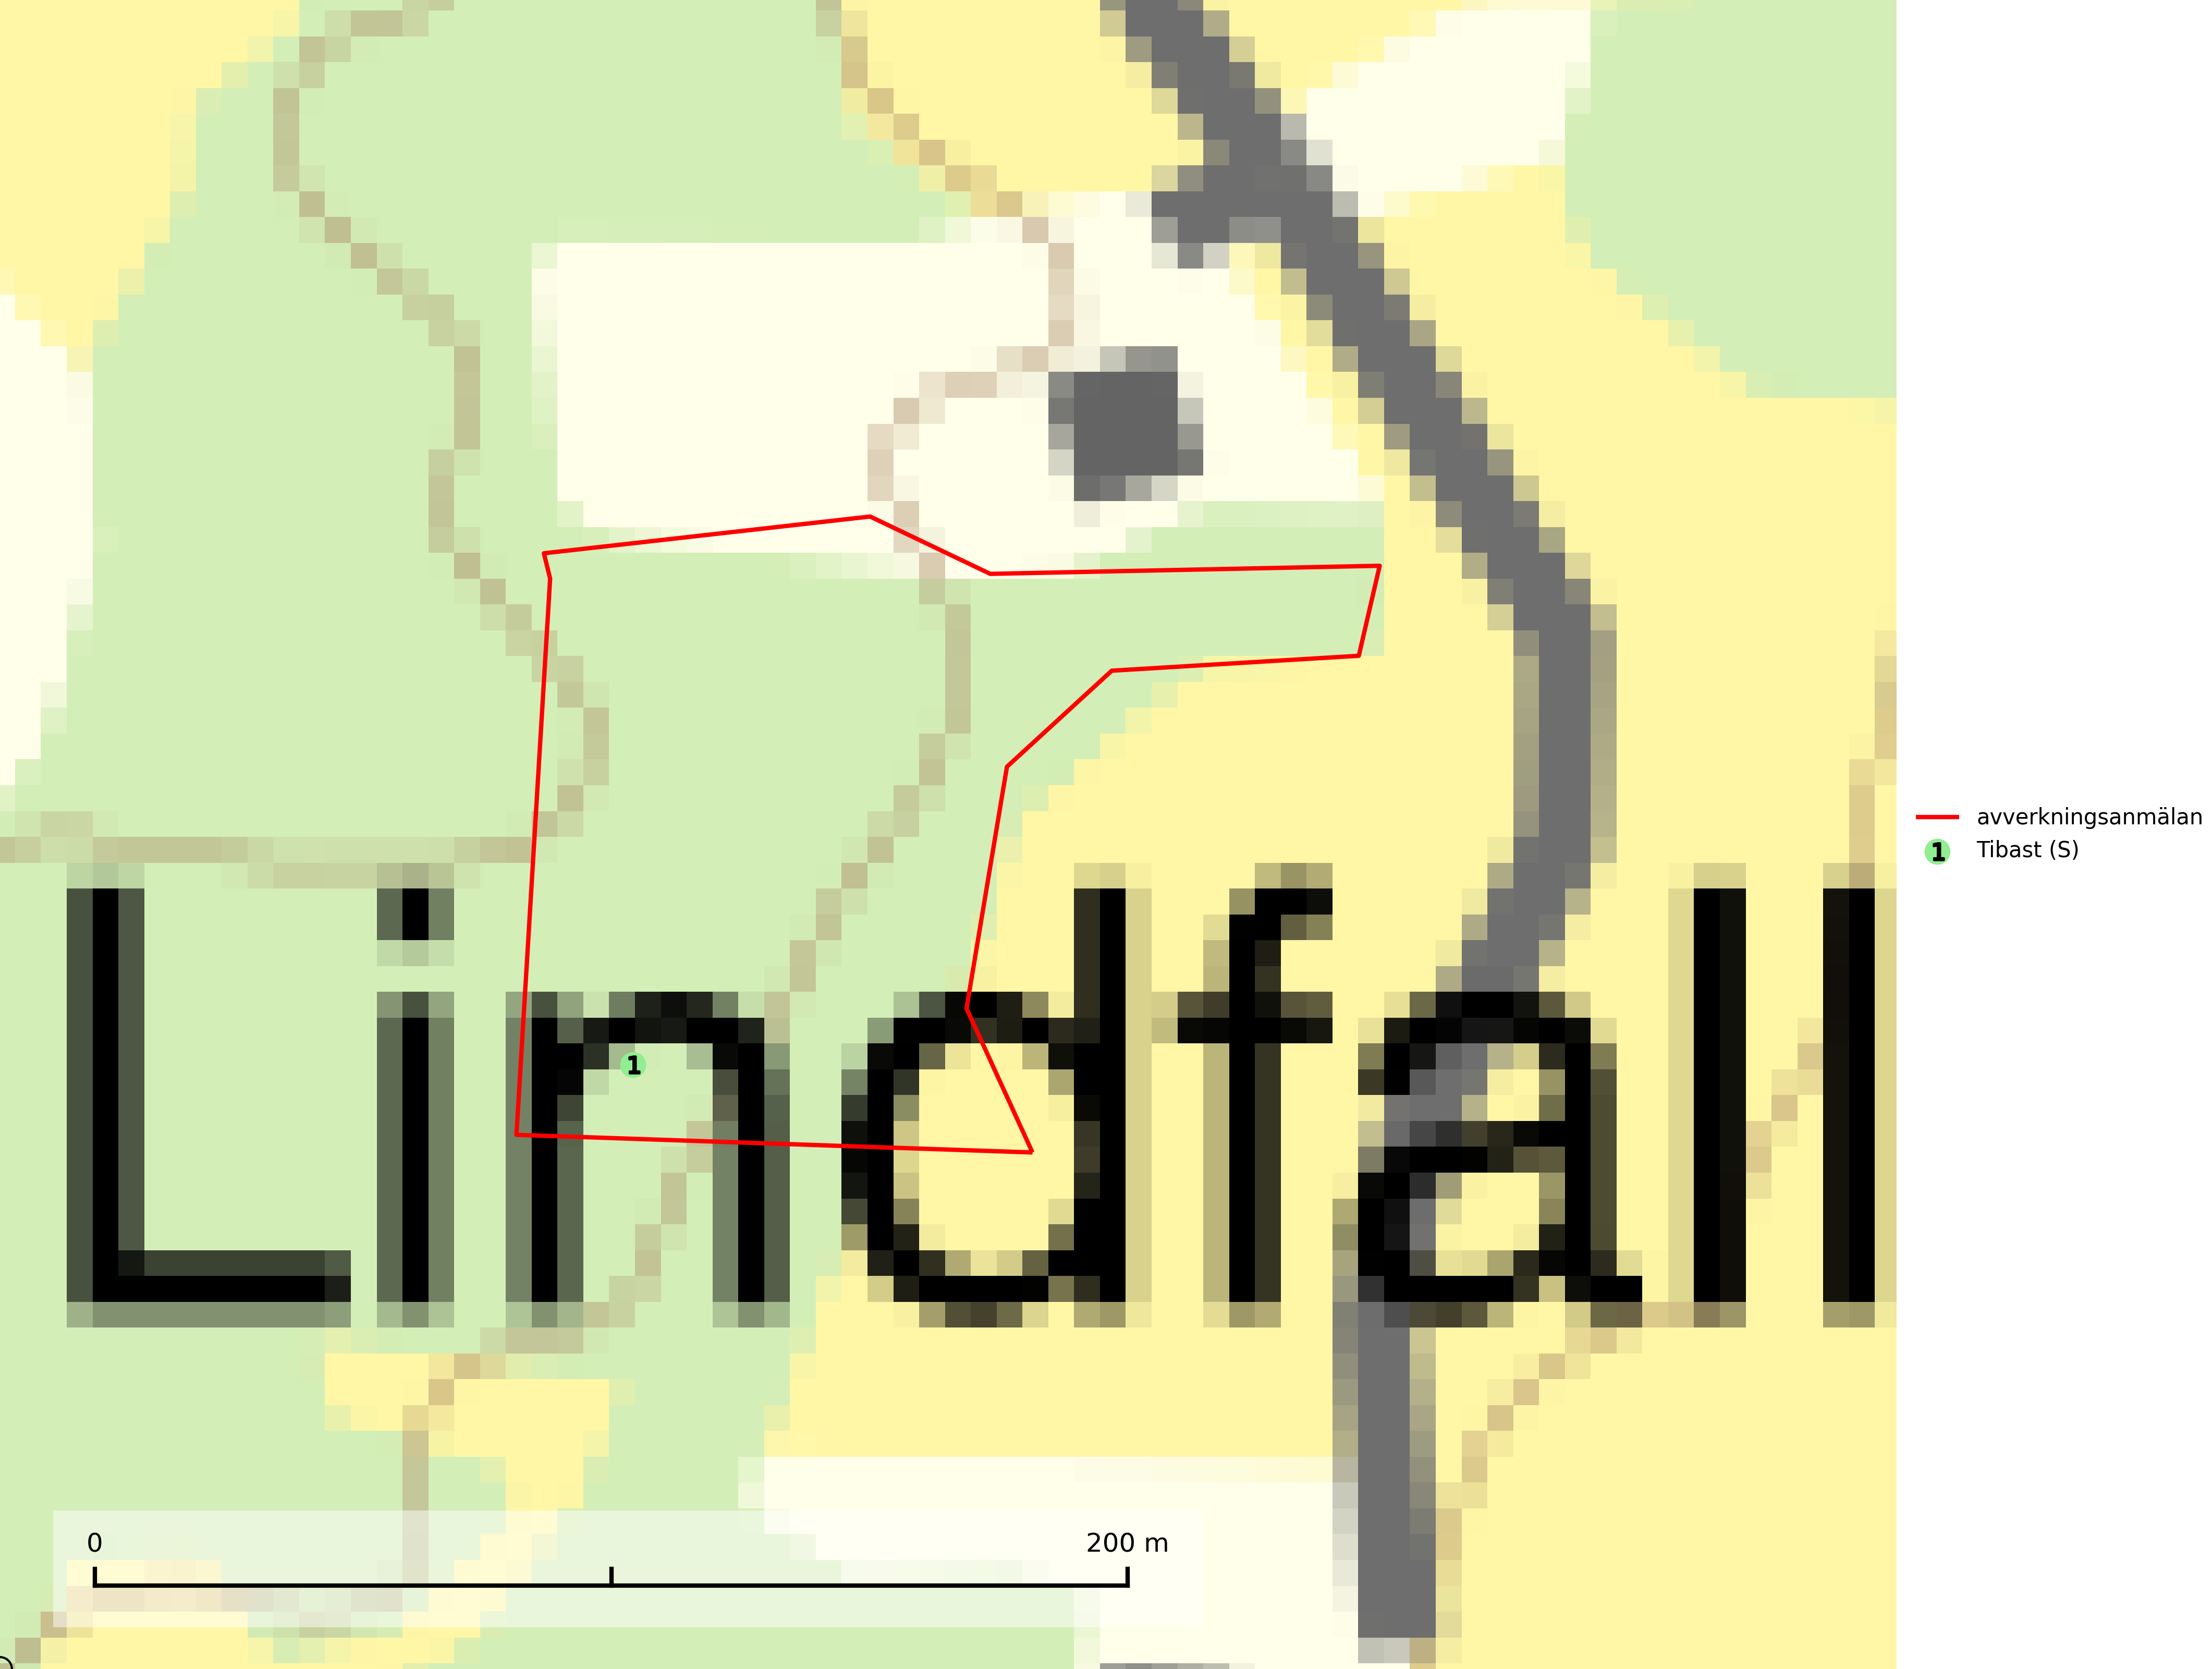 avverkningsanmälan
1 Tibast (S)
Lindfall
1
0 200 m